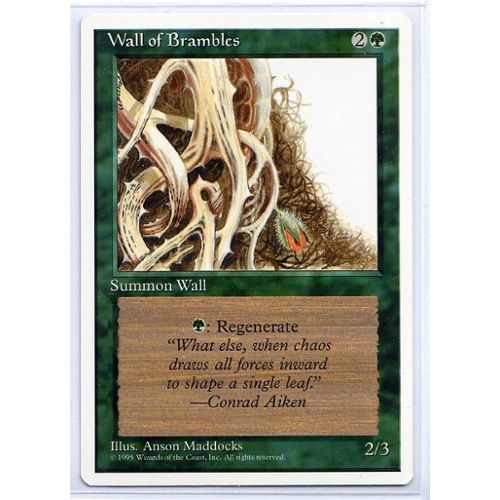 Wall of Brambles 2
Summon Wall
: Regenerate
“What else, when chaos
draws all forces inward
to shape a single leaf.”
—Conrad Aiken
Illus. Anson Maddocks
2/3
© 1995 Wizards of the Coast, Inc. All rights reserved.